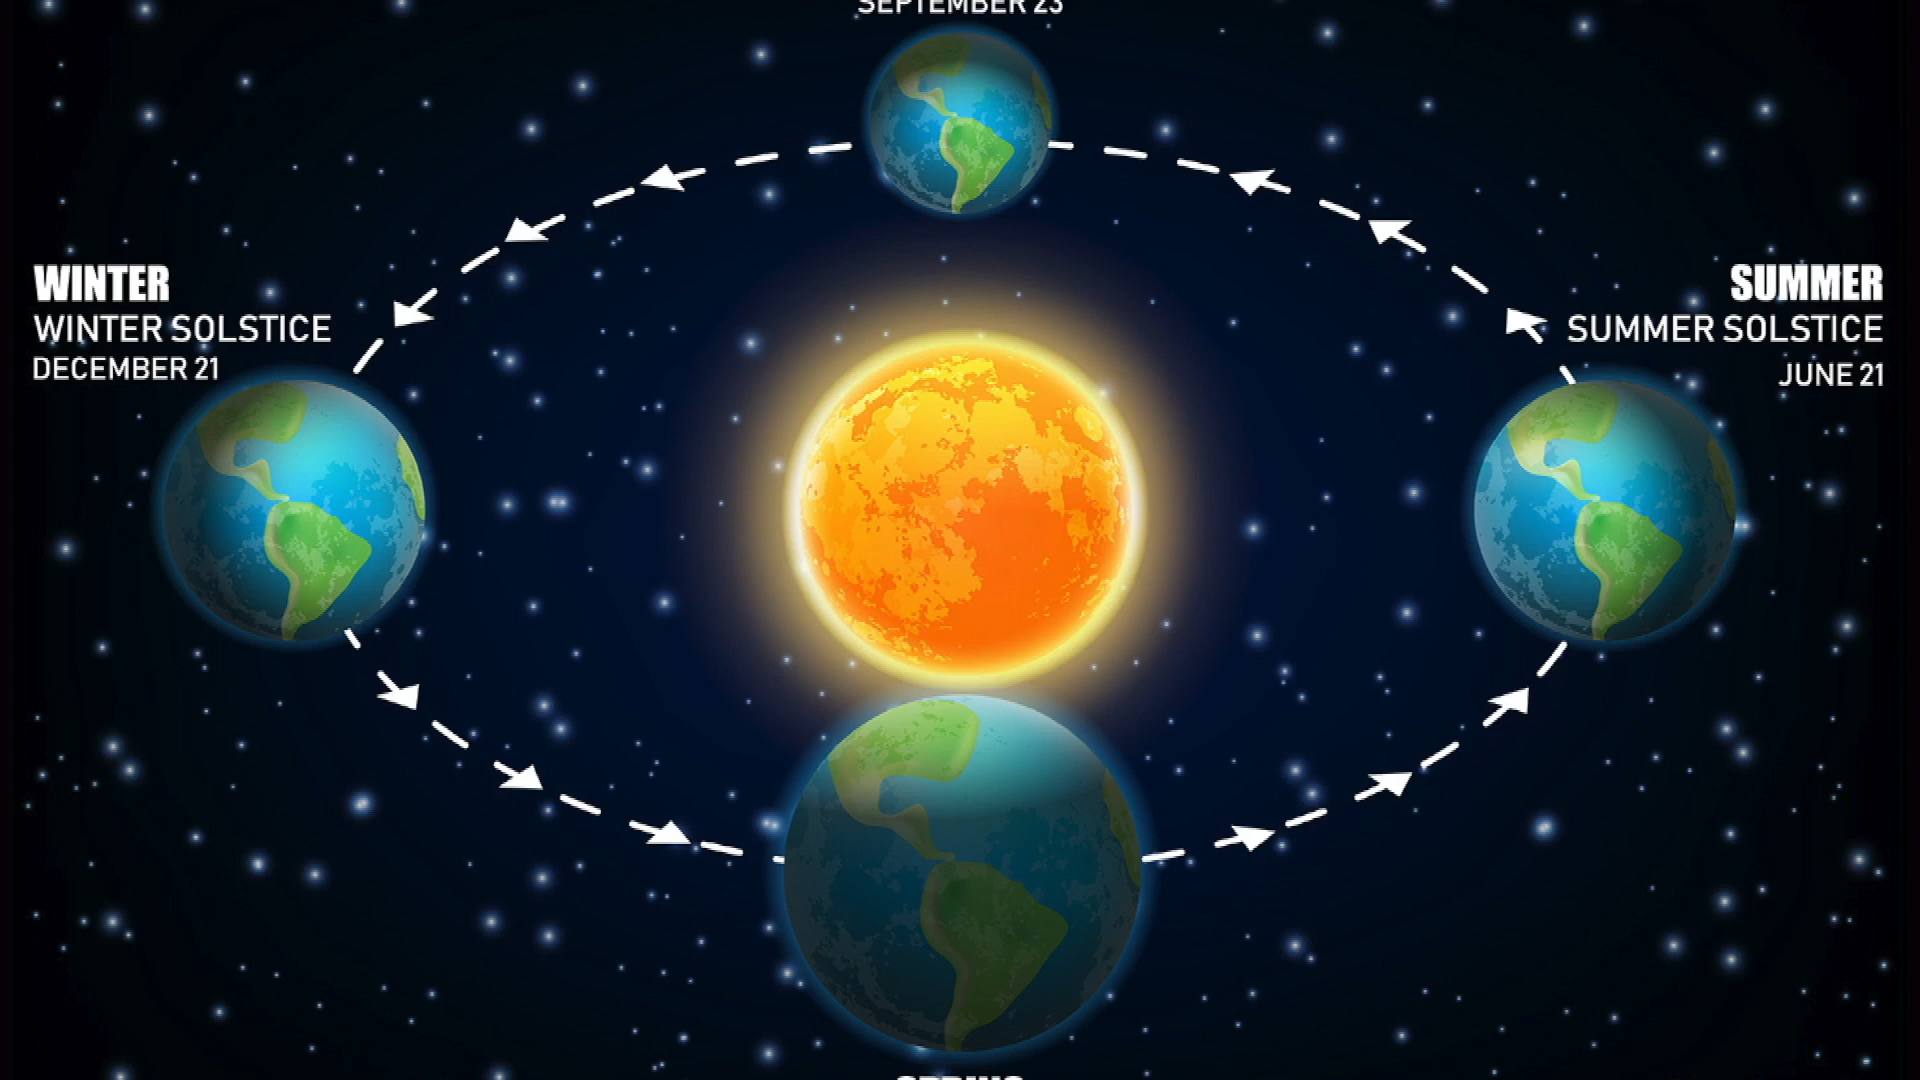 SEPTEMBER 23
WINTER
WINTER SOLSTICE
DECEMBER 21
SUMMER
SUMMER SOLSTICE
JUNE 21